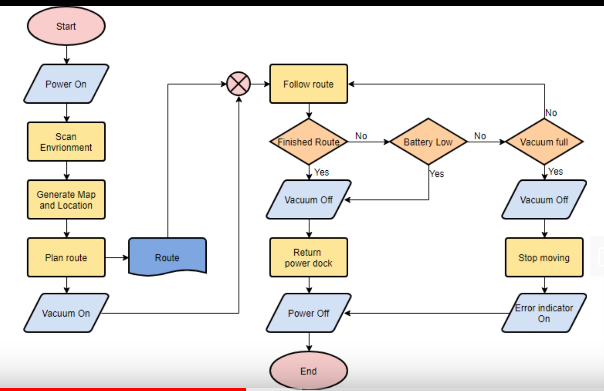 Start
Power On
Scan
Envrionment
Generate Map
and Location
Plan route
Route
Vacuum On
Follow route
Finished Route
No
Battery Low
No
Vacuum full
No
Yes
Yes
Yes
Vacuum Off
Vacuum Off
Return
power dock
Stop moving
Power Off
Error indicator
On
End